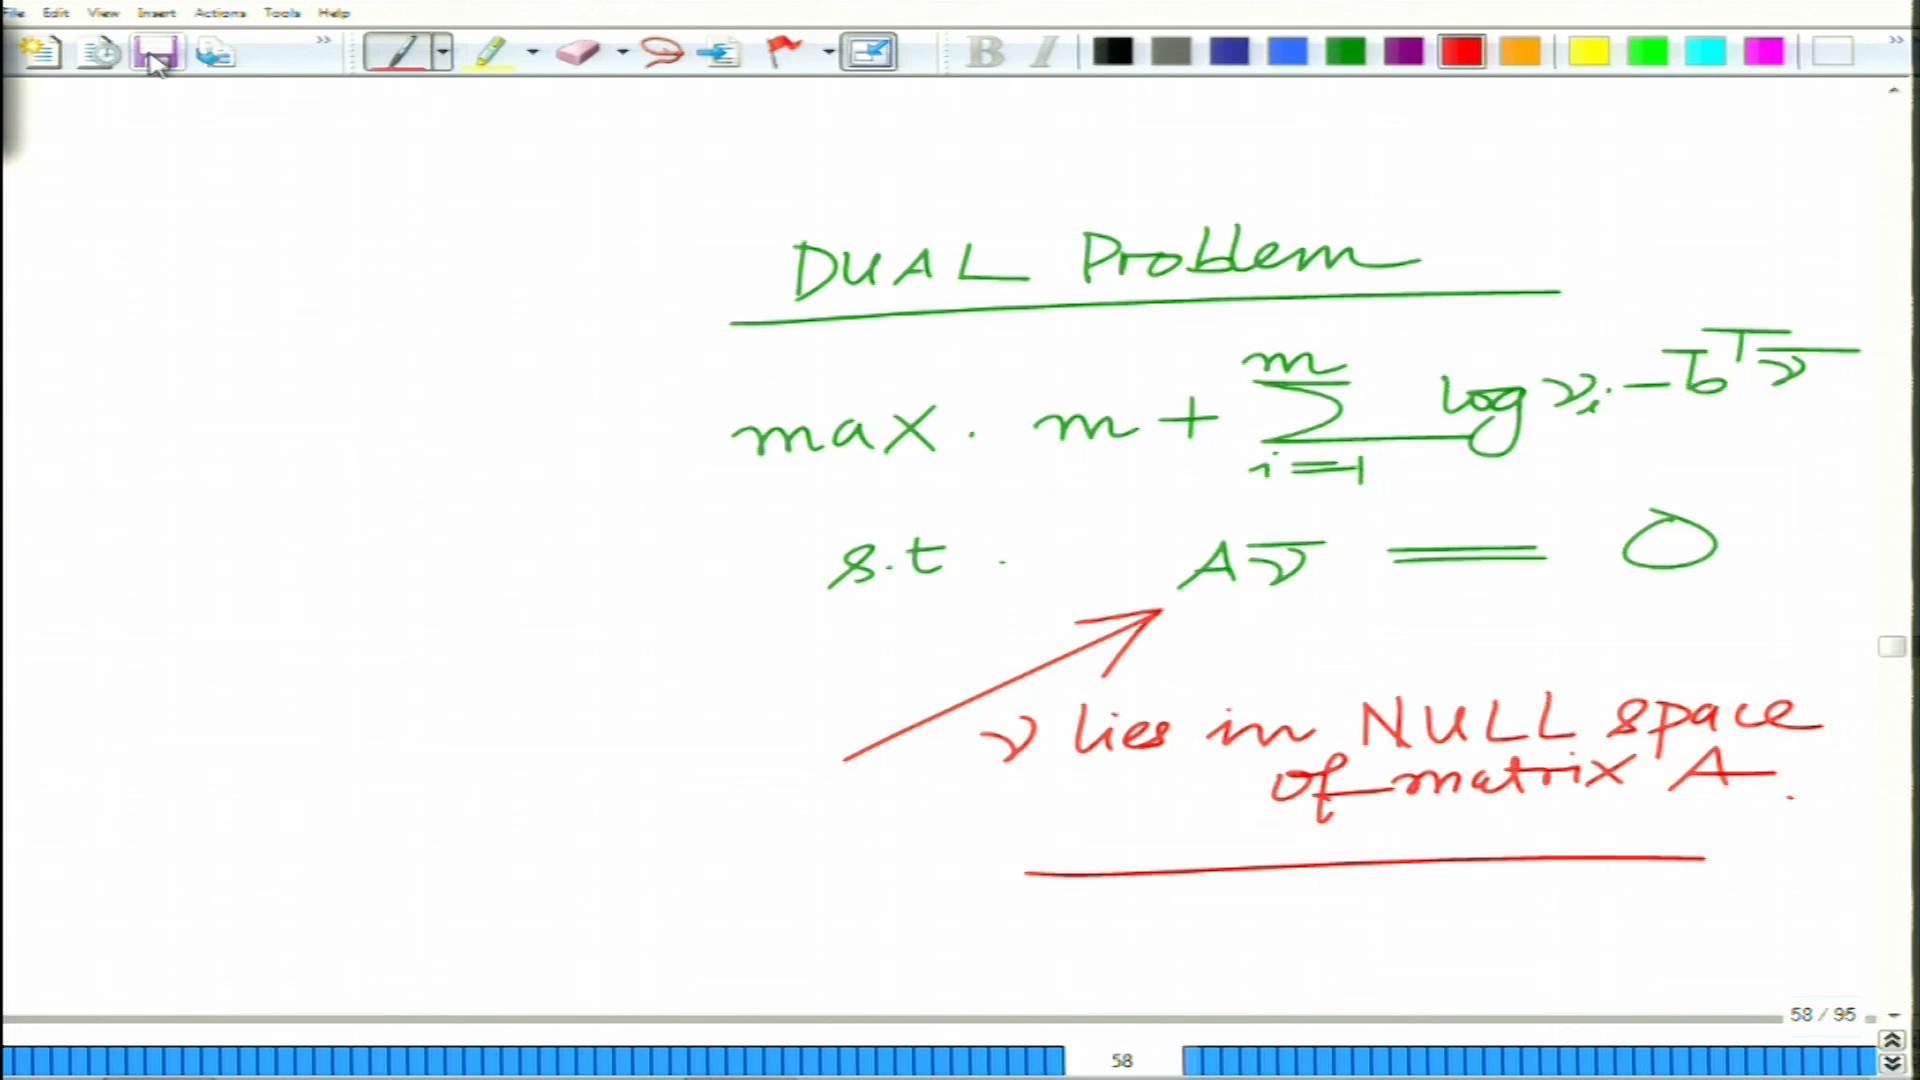 File Edit View Insert Actions Tools Help
B I
DUAL Problem
max. m + m ∑ i=1 log ν_i - b̄^T ν̄
s.t. Aν̄ = 0
ν lies in NULL space
of matrix A.
58 / 95
58